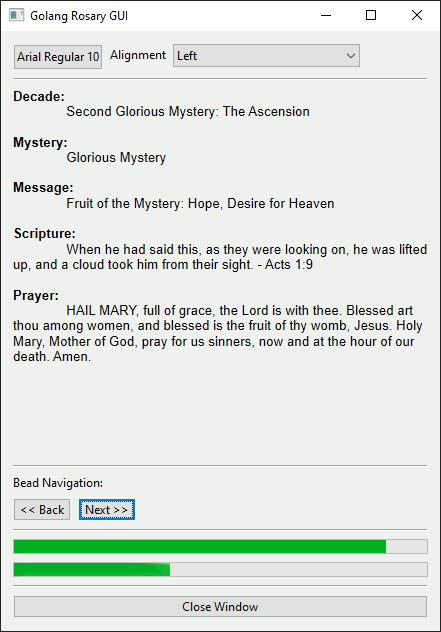 Golang Rosary GUI
Arial Regular 10 Alignment Left
Decade:
Second Glorious Mystery: The Ascension
Mystery:
Glorious Mystery
Message:
Fruit of the Mystery: Hope, Desire for Heaven
Scripture:
When he had said this, as they were looking on, he was lifted
up, and a cloud took him from their sight. - Acts 1:9
Prayer:
HAIL MARY, full of grace, the Lord is with thee. Blessed art
thou among women, and blessed is the fruit of thy womb, Jesus. Holy
Mary, Mother of God, pray for us sinners, now and at the hour of our
death. Amen.
Bead Navigation:
<< Back Next >>
Close Window